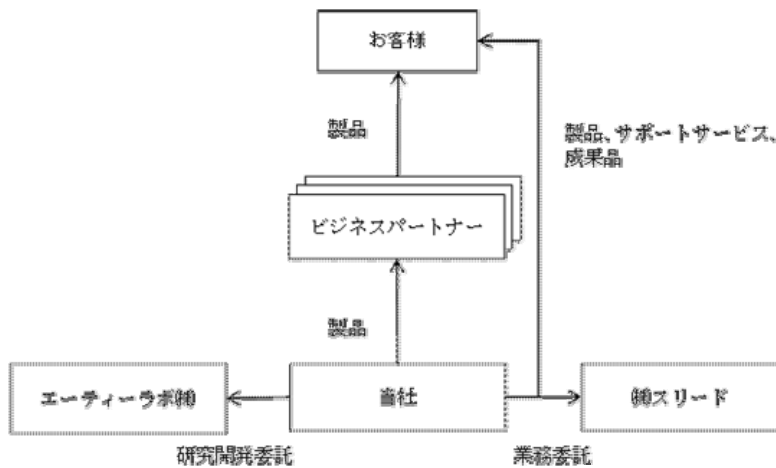 お客様
製品
製品、サポートサービス、
成果品
ビジネスパートナー
製品
エーティーラボ㈱
当社
㈱スリード
研究開発委託
業務委託